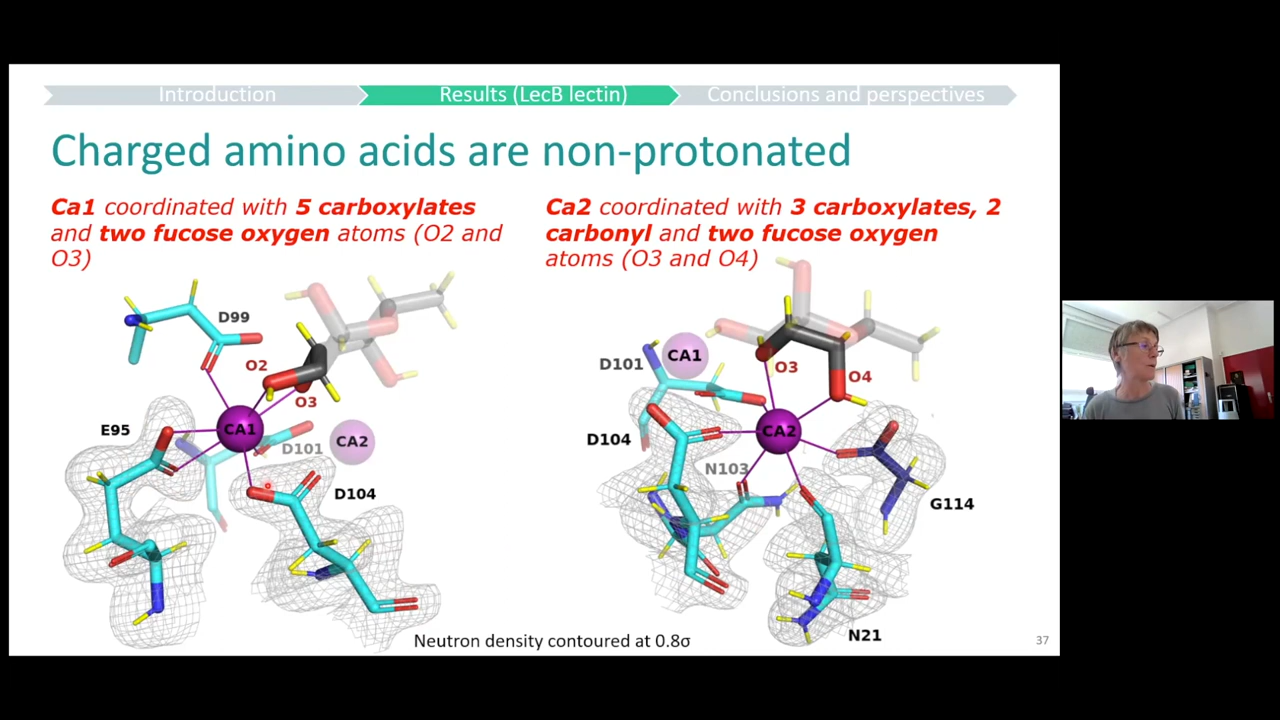 Introduction
Results (LecB lectin)
Conclusions and perspectives
Charged amino acids are non-protonated
Ca1 coordinated with 5 carboxylates
and two fucose oxygen atoms (O2 and
O3)
Ca2 coordinated with 3 carboxylates, 2
carbonyl and two fucose oxygen
atoms (O3 and O4)
D99
O2
O3
E95
CA1
D101
CA2
D104
D101
CA1
O3
O4
D104
CA2
N103
G114
N21
Neutron density contoured at 0.8σ
37